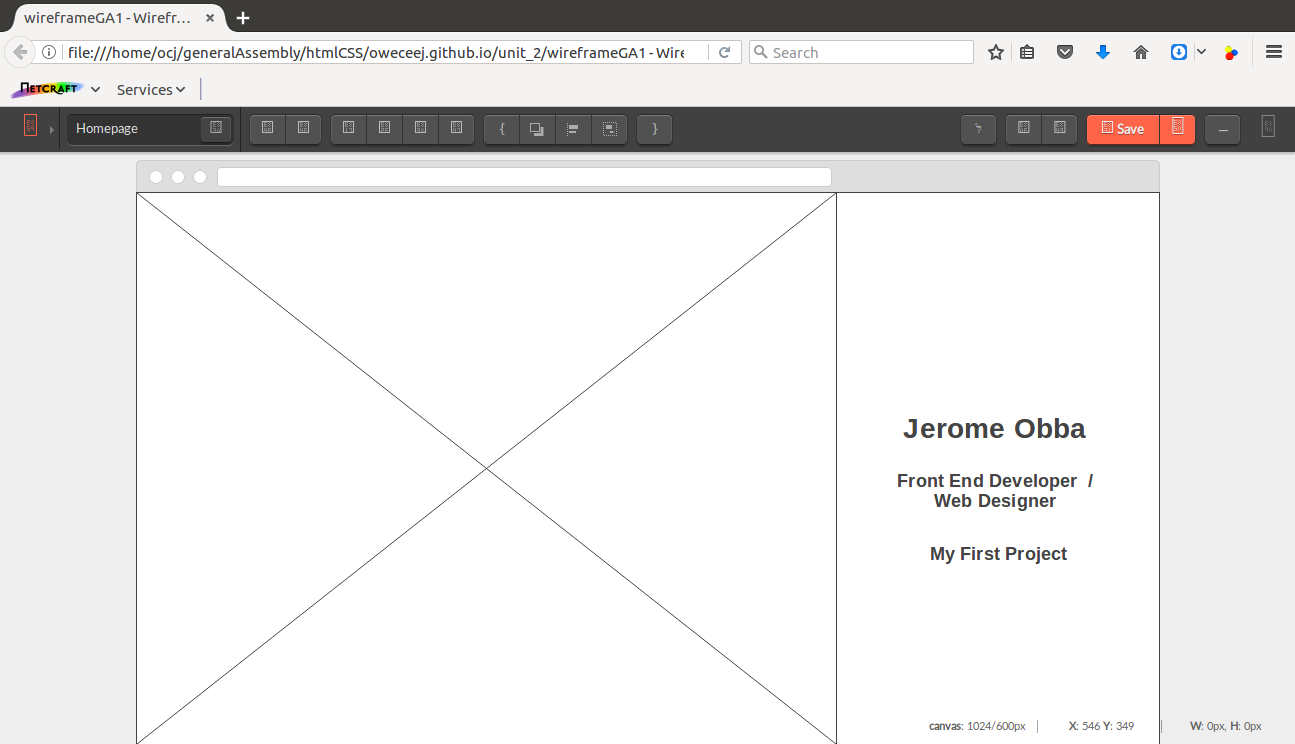 wireframeGA1 - Wirefr...
file:///home/ocj/generalAssembly/htmlCSS/oweceej.github.io/unit_2/wireframeGA1 - Wire
Search
NETCRAFT
Services
Homepage
{
}
Save
Jerome Obba
Front End Developer /
Web Designer
My First Project
canvas: 1024/600px
X: 546 Y: 349
W: 0px, H: 0px